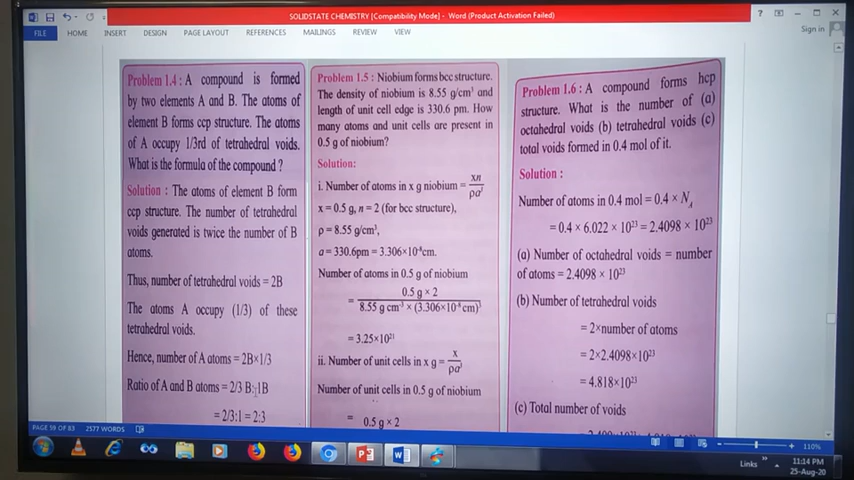 SOLIDSTATE CHEMISTRY [Compatibility Mode] - Word (Product Activation Failed)
FILE HOME INSERT DESIGN PAGE LAYOUT REFERENCES MAILINGS REVIEW VIEW Sign in
Problem 1.4 : A compound is formed
by two elements A and B. The atoms of
element B forms ccp structure. The atoms
of A occupy 1/3rd of tetrahedral voids.
What is the formula of the compound ?
Solution : The atoms of element B form
ccp structure. The number of tetrahedral
voids generated is twice the number of B
atoms.
Thus, number of tetrahedral voids = 2B
The atoms A occupy (1/3) of these
tetrahedral voids.
Hence, number of A atoms = 2B×1/3
Ratio of A and B atoms = 2/3 B:1B
= 2/3:1 = 2:3
Problem 1.5 : Niobium forms bcc structure.
The density of niobium is 8.55 g/cm³ and
length of unit cell edge is 330.6 pm. How
many atoms and unit cells are present in
0.5 g of niobium?
Solution:
i. Number of atoms in x g niobium = xn/ρa³
x = 0.5 g, n = 2 (for bcc structure),
ρ = 8.55 g/cm³,
a = 330.6pm = 3.306×10⁻⁸cm.
Number of atoms in 0.5 g of niobium
= 0.5 g × 2 / 8.55 g cm⁻³ × (3.306×10⁻⁸ cm)³
= 3.25×10²¹
ii. Number of unit cells in x g = x/ρa³
Number of unit cells in 0.5 g of niobium
= 0.5 g × 2
Problem 1.6 : A compound forms hcp
structure. What is the number of (a)
octahedral voids (b) tetrahedral voids (c)
total voids formed in 0.4 mol of it.
Solution :
Number of atoms in 0.4 mol = 0.4 × N_A
= 0.4 × 6.022 × 10²³ = 2.4098 × 10²³
(a) Number of octahedral voids = number
of atoms = 2.4098 × 10²³
(b) Number of tetrahedral voids
= 2×number of atoms
= 2×2.4098×10²³
= 4.818×10²³
(c) Total number of voids
PAGE 59 OF 83 2577 WORDS 110%
Links 11:14 PM
25-Aug-20